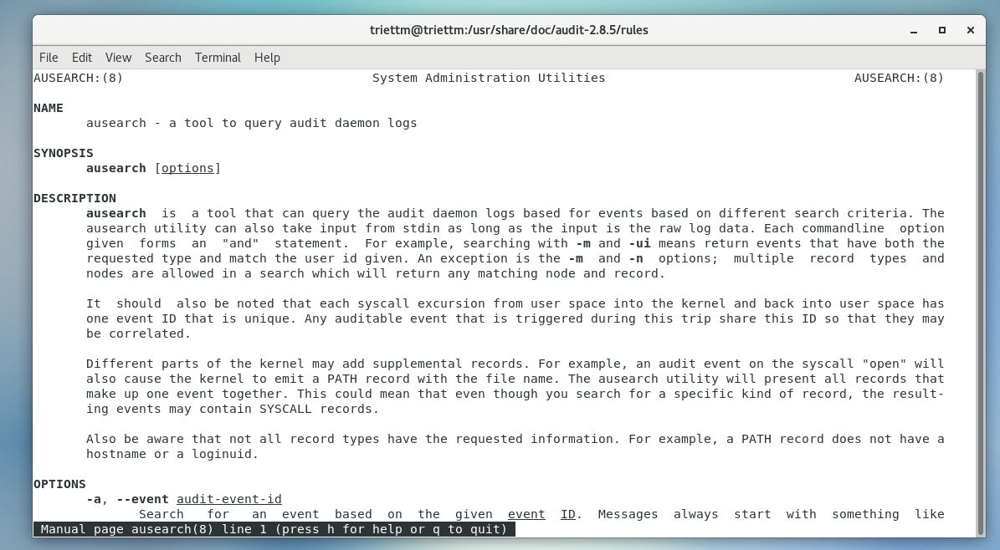 triettm@triettm:/usr/share/doc/audit-2.8.5/rules
File Edit View Search Terminal Help
AUSEARCH:(8) System Administration Utilities AUSEARCH:(8)
NAME
ausearch - a tool to query audit daemon logs
SYNOPSIS
ausearch [options]
DESCRIPTION
ausearch is a tool that can query the audit daemon logs based for events based on different search criteria. The
ausearch utility can also take input from stdin as long as the input is the raw log data. Each commandline option
given forms an "and" statement. For example, searching with -m and -ui means return events that have both the
requested type and match the user id given. An exception is the -m and -n options; multiple record types and
nodes are allowed in a search which will return any matching node and record.
It should also be noted that each syscall excursion from user space into the kernel and back into user space has
one event ID that is unique. Any auditable event that is triggered during this trip share this ID so that they may
be correlated.
Different parts of the kernel may add supplemental records. For example, an audit event on the syscall "open" will
also cause the kernel to emit a PATH record with the file name. The ausearch utility will present all records that
make up one event together. This could mean that even though you search for a specific kind of record, the result-
ing events may contain SYSCALL records.
Also be aware that not all record types have the requested information. For example, a PATH record does not have a
hostname or a loginuid.
OPTIONS
-a, --event audit-event-id
Search for an event based on the given event ID. Messages always start with something like
Manual page ausearch(8) line 1 (press h for help or q to quit)